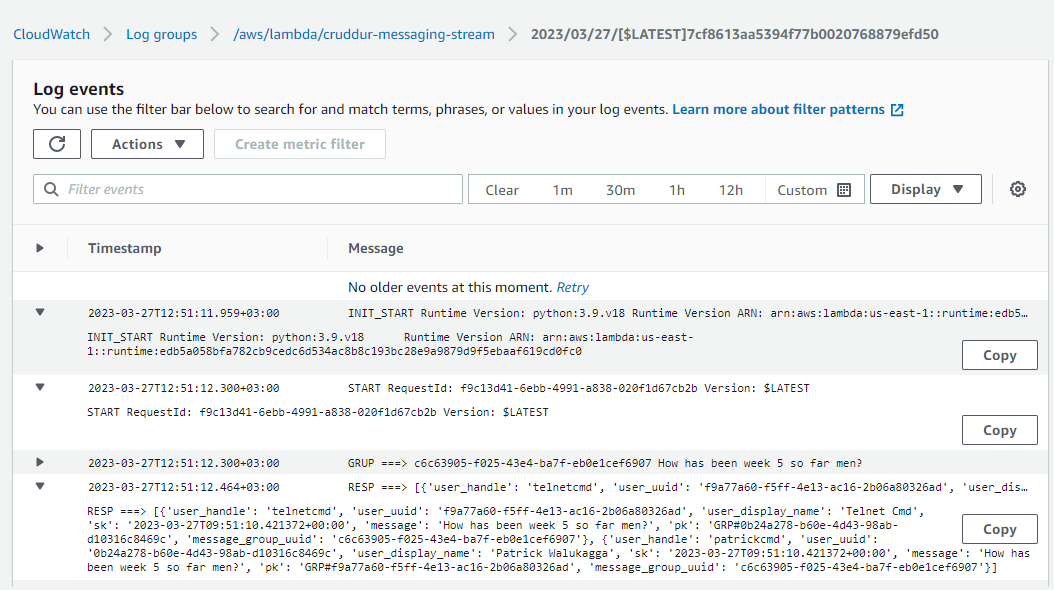 CloudWatch > Log groups > /aws/lambda/cruddur-messaging-stream > 2023/03/27/[$LATEST]7cf8613aa5394f77b0020768879efd50
Log events
You can use the filter bar below to search for and match terms, phrases, or values in your log events. Learn more about filter patterns
Actions Create metric filter
Filter events Clear 1m 30m 1h 12h Custom Display
Timestamp Message
No older events at this moment. Retry
2023-03-27T12:51:11.959+03:00 INIT_START Runtime Version: python:3.9.v18 Runtime Version ARN: arn:aws:lambda:us-east-1::runtime:edb5…
INIT_START Runtime Version: python:3.9.v18 Runtime Version ARN: arn:aws:lambda:us-east-
1::runtime:edb5a058bfa782cb9cedc6d534ac8b8c193bc28e9a9879d9f5ebaaf619cd0fc0
Copy
2023-03-27T12:51:12.300+03:00 START RequestId: f9c13d41-6ebb-4991-a838-020f1d67cb2b Version: $LATEST
START RequestId: f9c13d41-6ebb-4991-a838-020f1d67cb2b Version: $LATEST
Copy
2023-03-27T12:51:12.300+03:00 GRUP ===> c6c63905-f025-43e4-ba7f-eb0e1cef6907 How has been week 5 so far men?
2023-03-27T12:51:12.464+03:00 RESP ===> [{'user_handle': 'telnetcmd', 'user_uuid': 'f9a77a60-f5ff-4e13-ac16-2b06a80326ad', 'user_dis…
RESP ===> [{'user_handle': 'telnetcmd', 'user_uuid': 'f9a77a60-f5ff-4e13-ac16-2b06a80326ad', 'user_display_name': 'Telnet Cmd',
'sk': '2023-03-27T09:51:10.421372+00:00', 'message': 'How has been week 5 so far men?', 'pk': 'GRP#0b24a278-b60e-4d43-98ab-
d10316c8469c', 'message_group_uuid': 'c6c63905-f025-43e4-ba7f-eb0e1cef6907'}, {'user_handle': 'patrickcmd', 'user_uuid':
'0b24a278-b60e-4d43-98ab-d10316c8469c', 'user_display_name': 'Patrick Walukagga', 'sk': '2023-03-27T09:51:10.421372+00:00', 'message': 'How has
been week 5 so far men?', 'pk': 'GRP#f9a77a60-f5ff-4e13-ac16-2b06a80326ad', 'message_group_uuid': 'c6c63905-f025-43e4-ba7f-eb0e1cef6907'}]
Copy